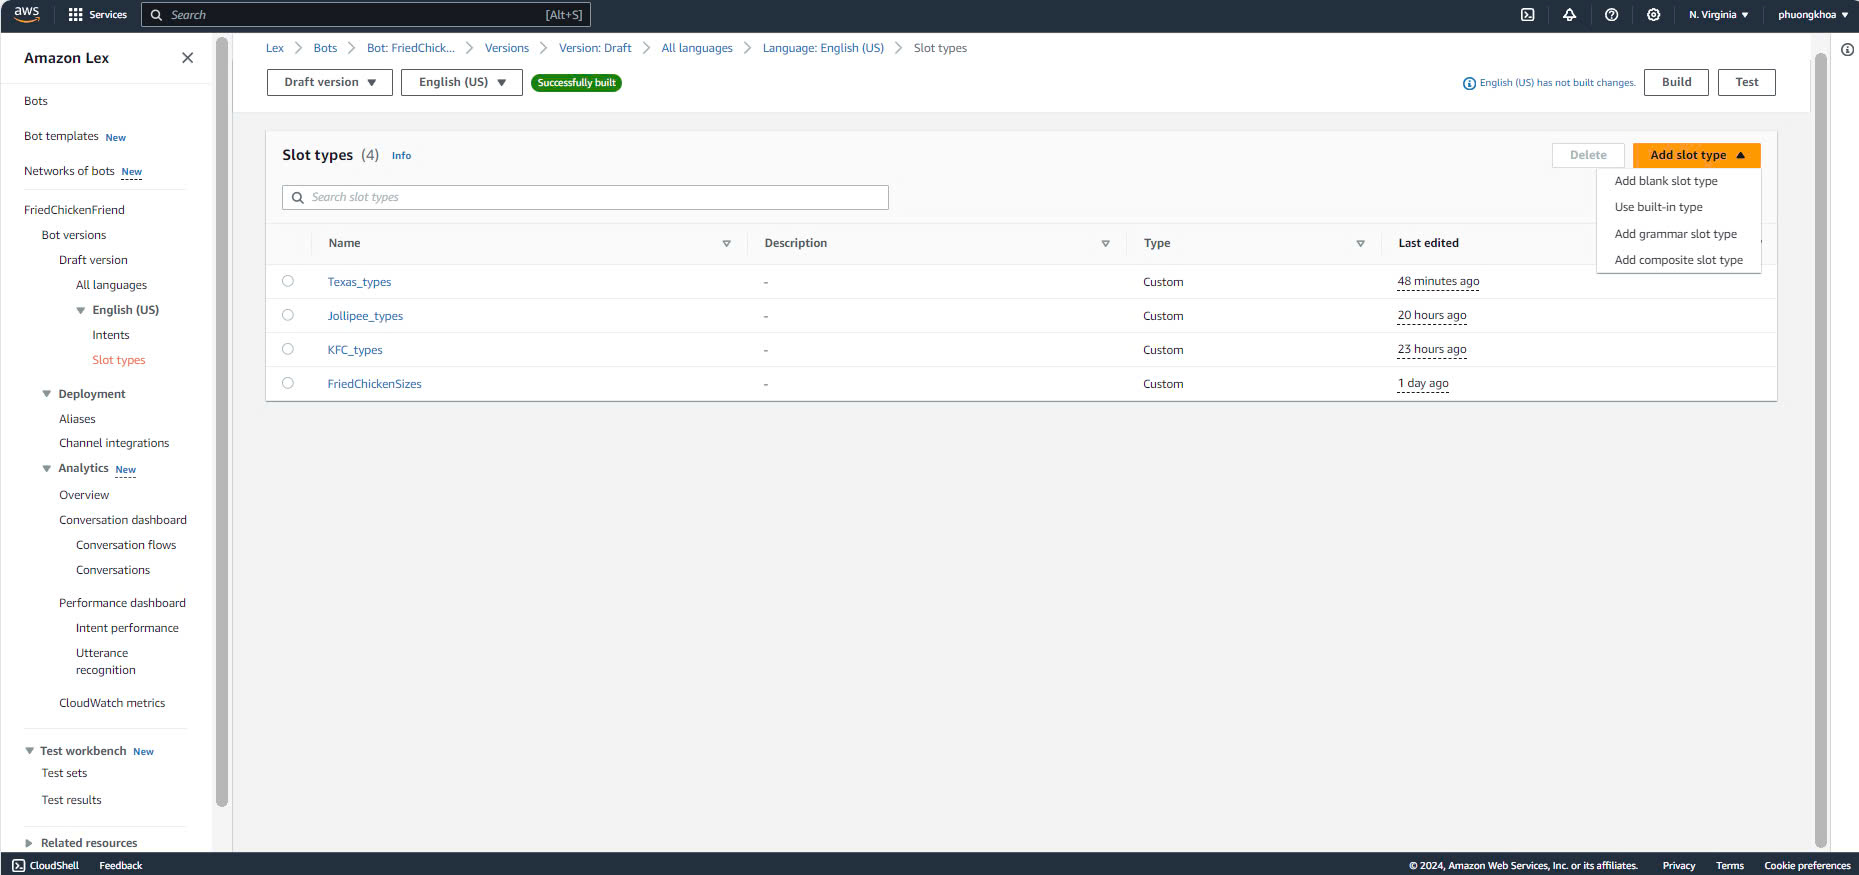 aws Services Search [Alt+S] N. Virginia phuongkhoa
Amazon Lex
Bots
Bot templates New
Networks of bots New
FriedChickenFriend
Bot versions
Draft version
All languages
English (US)
Intents
Slot types
Deployment
Aliases
Channel integrations
Analytics New
Overview
Conversation dashboard
Conversation flows
Conversations
Performance dashboard
Intent performance
Utterance
recognition
CloudWatch metrics
Test workbench New
Test sets
Test results
Related resources
Lex Bots Bot: FriedChick... Versions Version: Draft All languages Language: English (US) Slot types
Draft version English (US) Successfully built English (US) has not built changes. Build Test
Slot types (4) Info Delete Add slot type
Add blank slot type
Use built-in type
Add grammar slot type
Add composite slot type
Search slot types
Name Description Type Last edited
Texas_types - Custom 48 minutes ago
Jollipee_types - Custom 20 hours ago
KFC_types - Custom 23 hours ago
FriedChickenSizes - Custom 1 day ago
CloudShell Feedback © 2024, Amazon Web Services, Inc. or its affiliates. Privacy Terms Cookie preferences